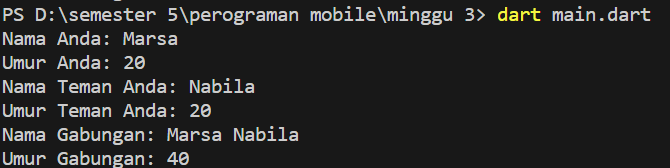 PS D:\semester 5\perograman mobile\minggu 3> dart main.dart
Nama Anda: Marsa
Umur Anda: 20
Nama Teman Anda: Nabila
Umur Teman Anda: 20
Nama Gabungan: Marsa Nabila
Umur Gabungan: 40